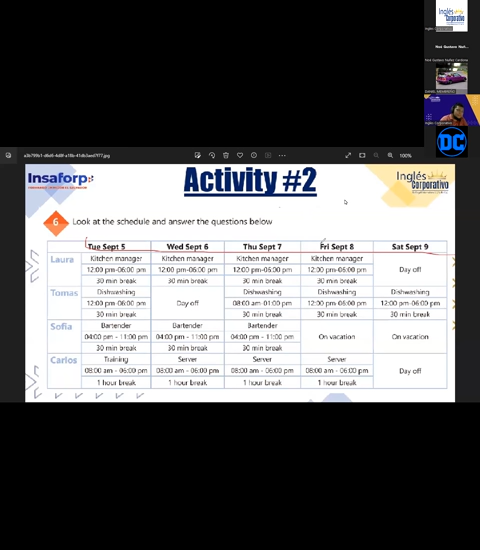 Inglés
Corporativo
100%
Insaforp
Activity #2
Inglés
Corporativo
6 Look at the schedule and answer the questions below
Tue Sept 5 Wed Sept 6 Thu Sept 7 Fri Sept 8 Sat Sept 9
Laura Kitchen manager Kitchen manager Kitchen manager Kitchen manager Day off
12:00 pm-06:00 pm 12:00 pm-06:00 pm 12:00 pm-06:00 pm 12:00 pm-06:00 pm
30 min break 30 min break 30 min break 30 min break
Tomas Dishwashing Day off Dishwashing Dishwashing Dishwashing
12:00 pm-06:00 pm 08:00 am-01:00 pm 12:00 pm-06:00 pm 12:00 pm-06:00 pm
30 min break 30 min break 30 min break 30 min break
Sofia Bartender Bartender Bartender On vacation On vacation
04:00 pm - 11:00 pm 04:00 pm - 11:00 pm 04:00 pm - 11:00 pm
30 min break 30 min break 30 min break
Carlos Training Server Server Server Day off
08:00 am - 06:00 pm 08:00 am - 06:00 pm 08:00 am - 06:00 pm 08:00 am - 06:00 pm
1 hour break 1 hour break 1 hour break 1 hour break